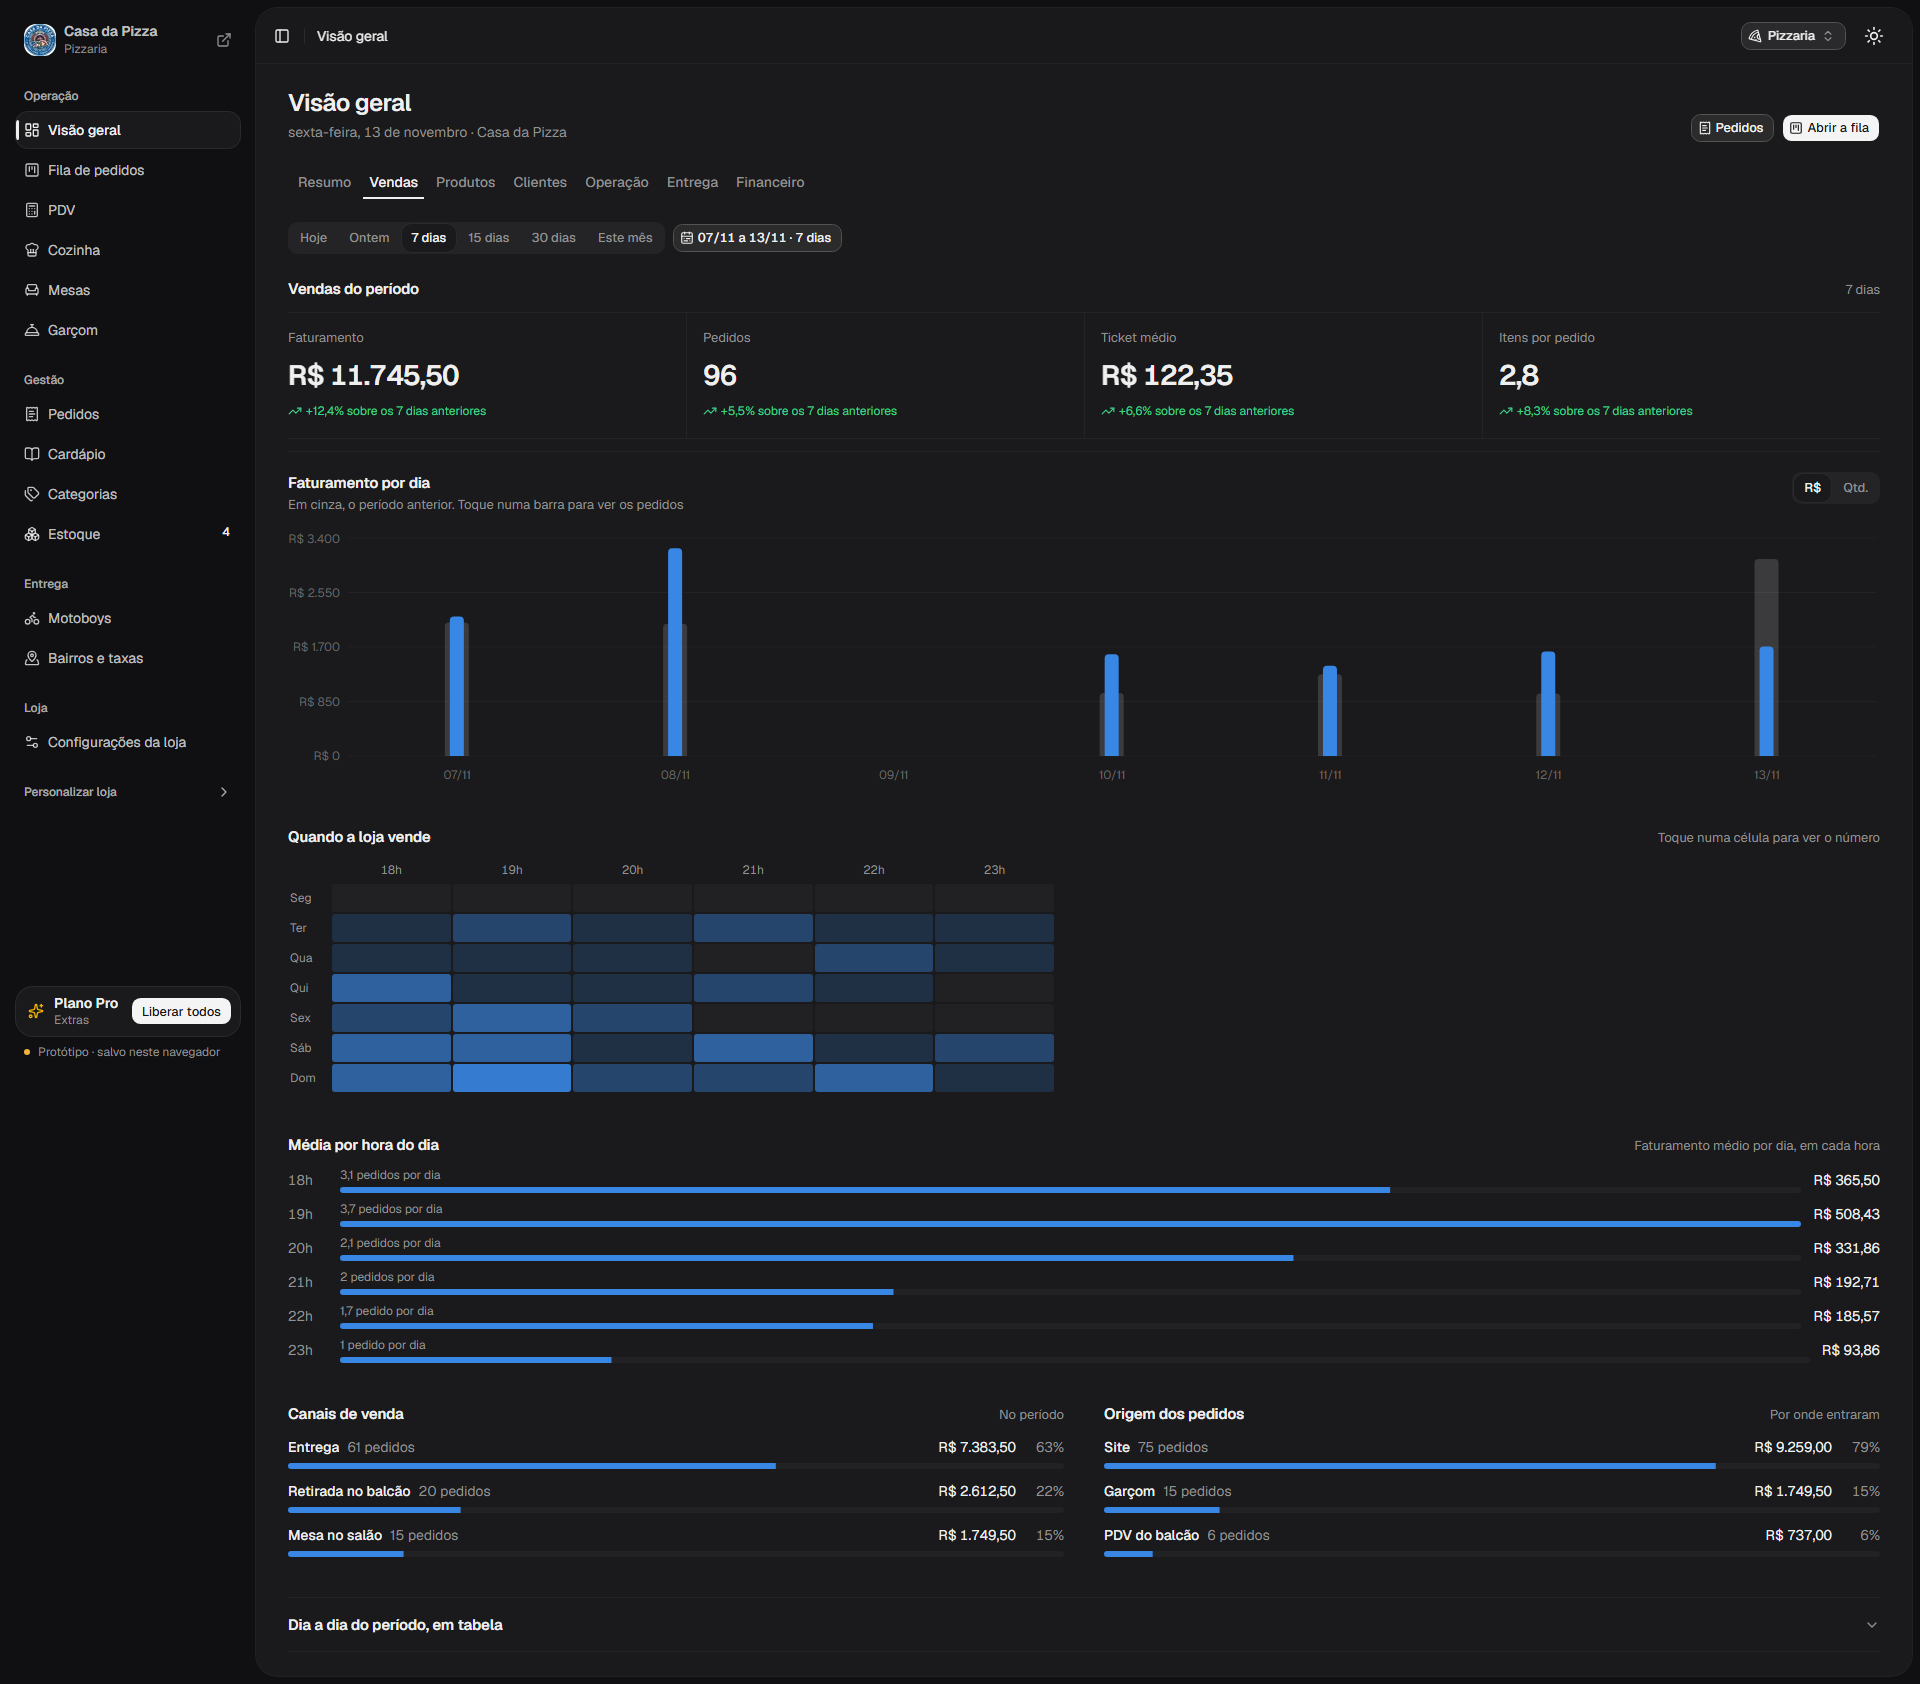 Casa da Pizza
Pizzaria
Operação
Visão geral
Fila de pedidos
PDV
Cozinha
Mesas
Garçom
Gestão
Pedidos
Cardápio
Categorias
Estoque 4
Entrega
Motoboys
Bairros e taxas
Loja
Configurações da loja
Personalizar loja
Plano Pro
Extras
Liberar todos
Protótipo · salvo neste navegador
Visão geral
Pizzaria
Visão geral
sexta-feira, 13 de novembro · Casa da Pizza
Pedidos Abrir a fila
Resumo Vendas Produtos Clientes Operação Entrega Financeiro
Hoje Ontem 7 dias 15 dias 30 dias Este mês 07/11 a 13/11 · 7 dias
Vendas do período 7 dias
Faturamento Pedidos Ticket médio Itens por pedido
R$ 11.745,50 96 R$ 122,35 2,8
+12,4% sobre os 7 dias anteriores +5,5% sobre os 7 dias anteriores +6,6% sobre os 7 dias anteriores +8,3% sobre os 7 dias anteriores
Faturamento por dia R$ Qtd.
Em cinza, o período anterior. Toque numa barra para ver os pedidos
R$ 3.400
R$ 2.550
R$ 1.700
R$ 850
R$ 0
07/11 08/11 09/11 10/11 11/11 12/11 13/11
Quando a loja vende Toque numa célula para ver o número
18h 19h 20h 21h 22h 23h
Seg
Ter
Qua
Qui
Sex
Sáb
Dom
Média por hora do dia Faturamento médio por dia, em cada hora
18h 3,1 pedidos por dia R$ 365,50
19h 3,7 pedidos por dia R$ 508,43
20h 2,1 pedidos por dia R$ 331,86
21h 2 pedidos por dia R$ 192,71
22h 1,7 pedido por dia R$ 185,57
23h 1 pedido por dia R$ 93,86
Canais de venda No período
Entrega 61 pedidos R$ 7.383,50 63%
Retirada no balcão 20 pedidos R$ 2.612,50 22%
Mesa no salão 15 pedidos R$ 1.749,50 15%
Origem dos pedidos Por onde entraram
Site 75 pedidos R$ 9.259,00 79%
Garçom 15 pedidos R$ 1.749,50 15%
PDV do balcão 6 pedidos R$ 737,00 6%
Dia a dia do período, em tabela